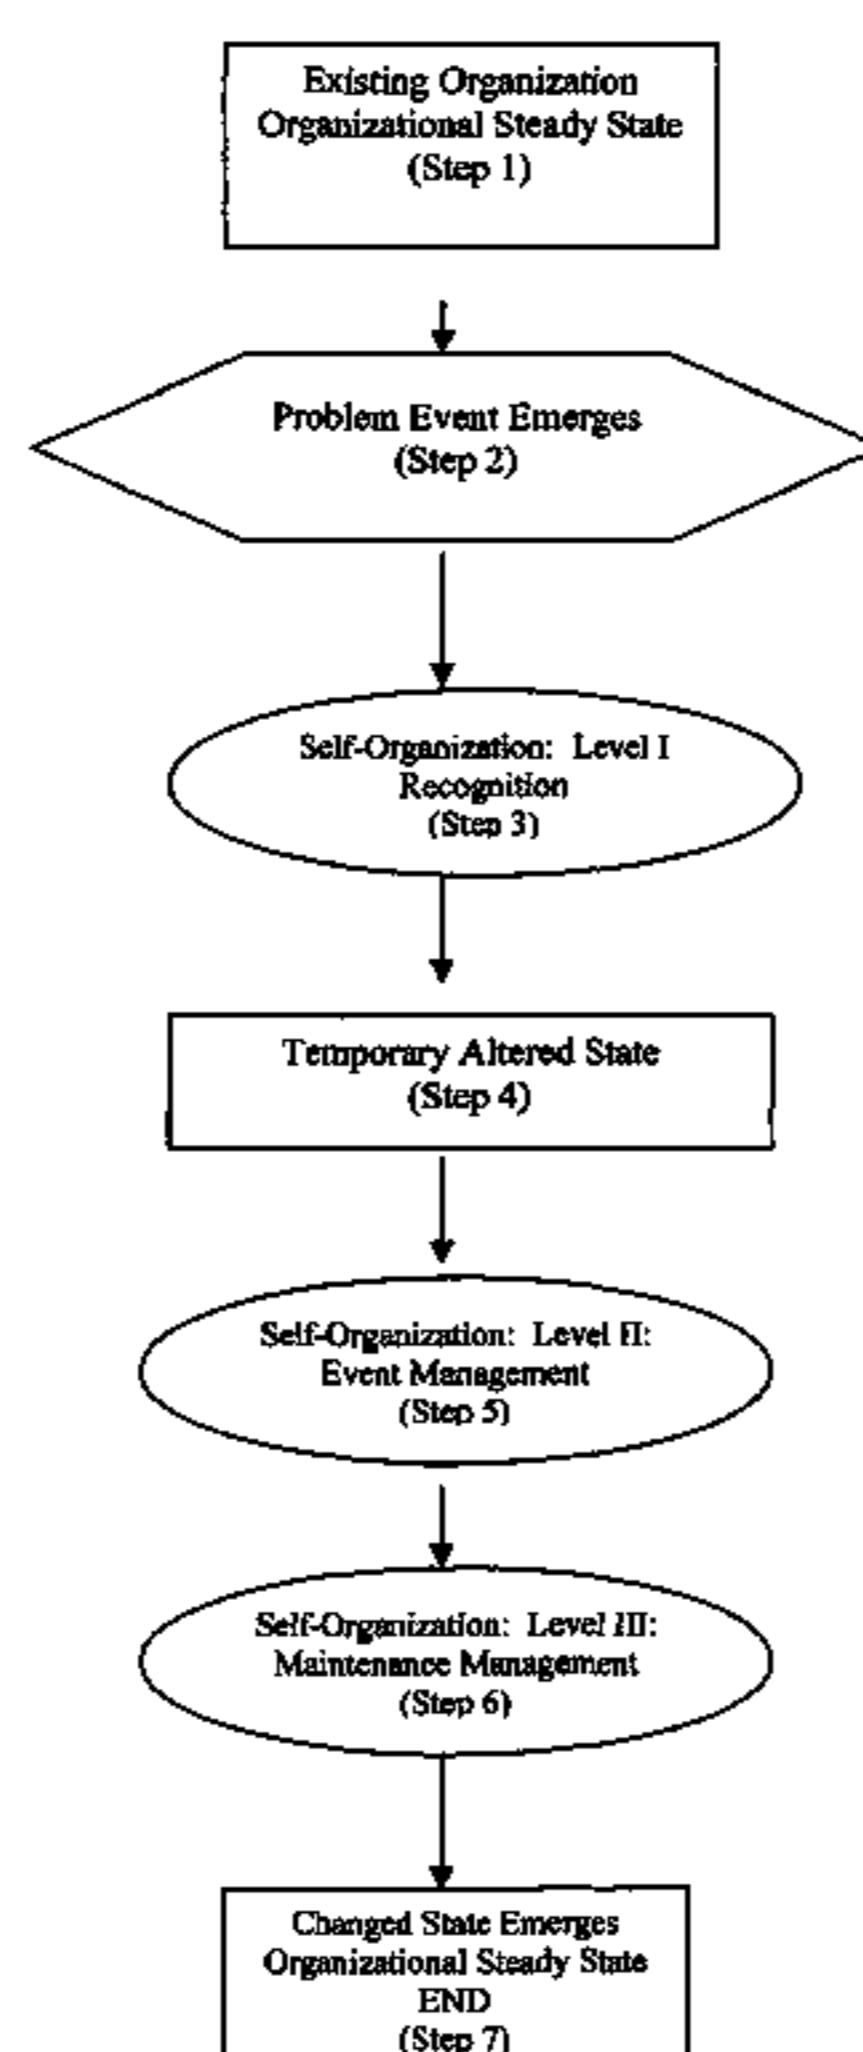 Existing Organization
Organizational Steady State
(Step 1)
Problem Event Emerges
(Step 2)
Self-Organization: Level I
Recognition
(Step 3)
Temporary Altered State
(Step 4)
Self-Organization: Level II:
Event Management
(Step 5)
Self-Organization: Level III:
Maintenance Management
(Step 6)
Changed State Emerges
Organizational Steady State
END
(Step 7)